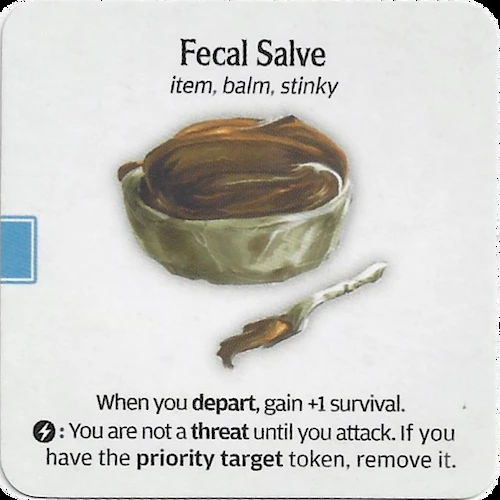 Fecal Salve
item, balm, stinky
When you depart, gain +1 survival.
: You are not a threat until you attack. If you
have the priority target token, remove it.